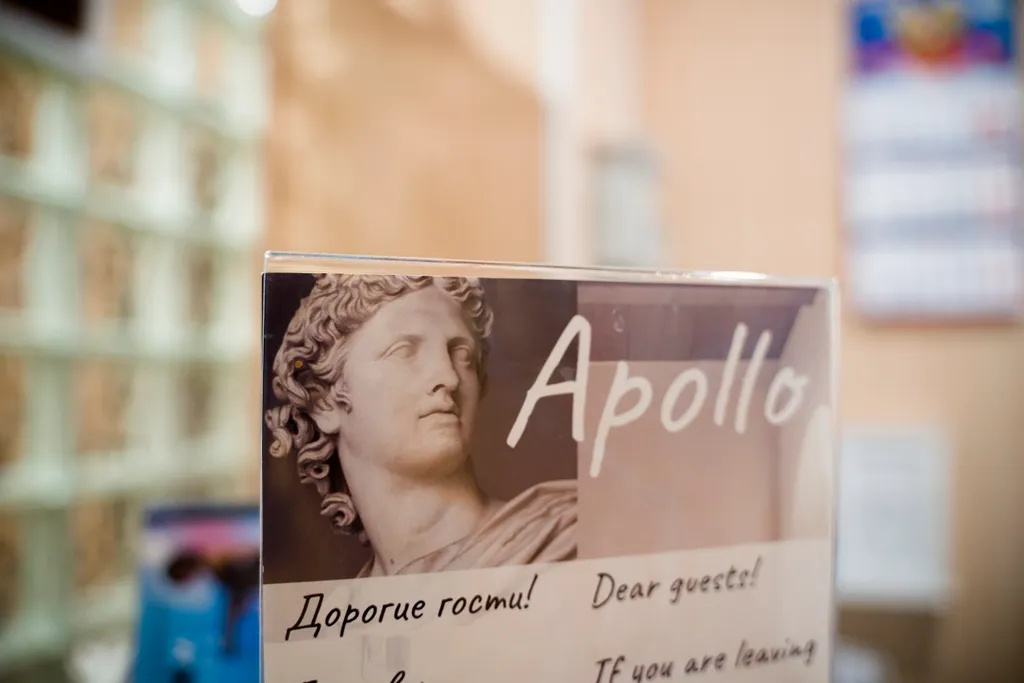 Apollo
Дорогие гости!
Dear guests!
If you are leaving